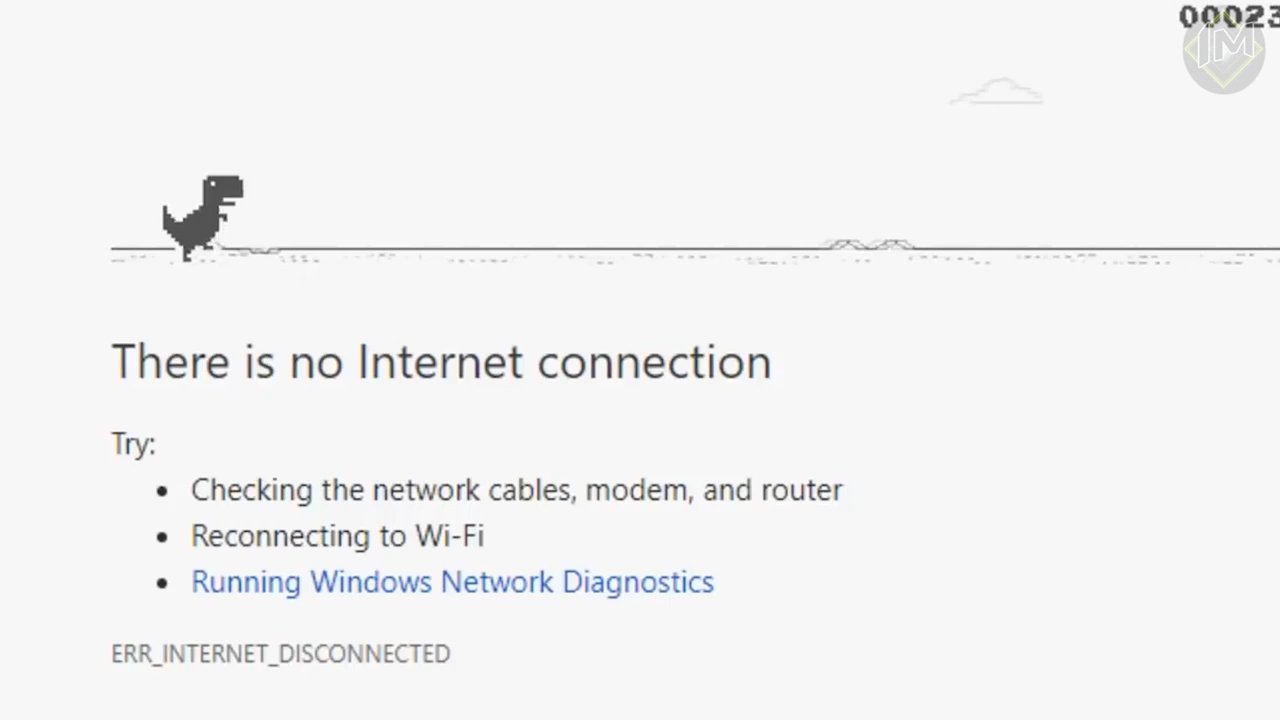 00023
There is no Internet connection
Try:
• Checking the network cables, modem, and router
• Reconnecting to Wi-Fi
• Running Windows Network Diagnostics
ERR_INTERNET_DISCONNECTED